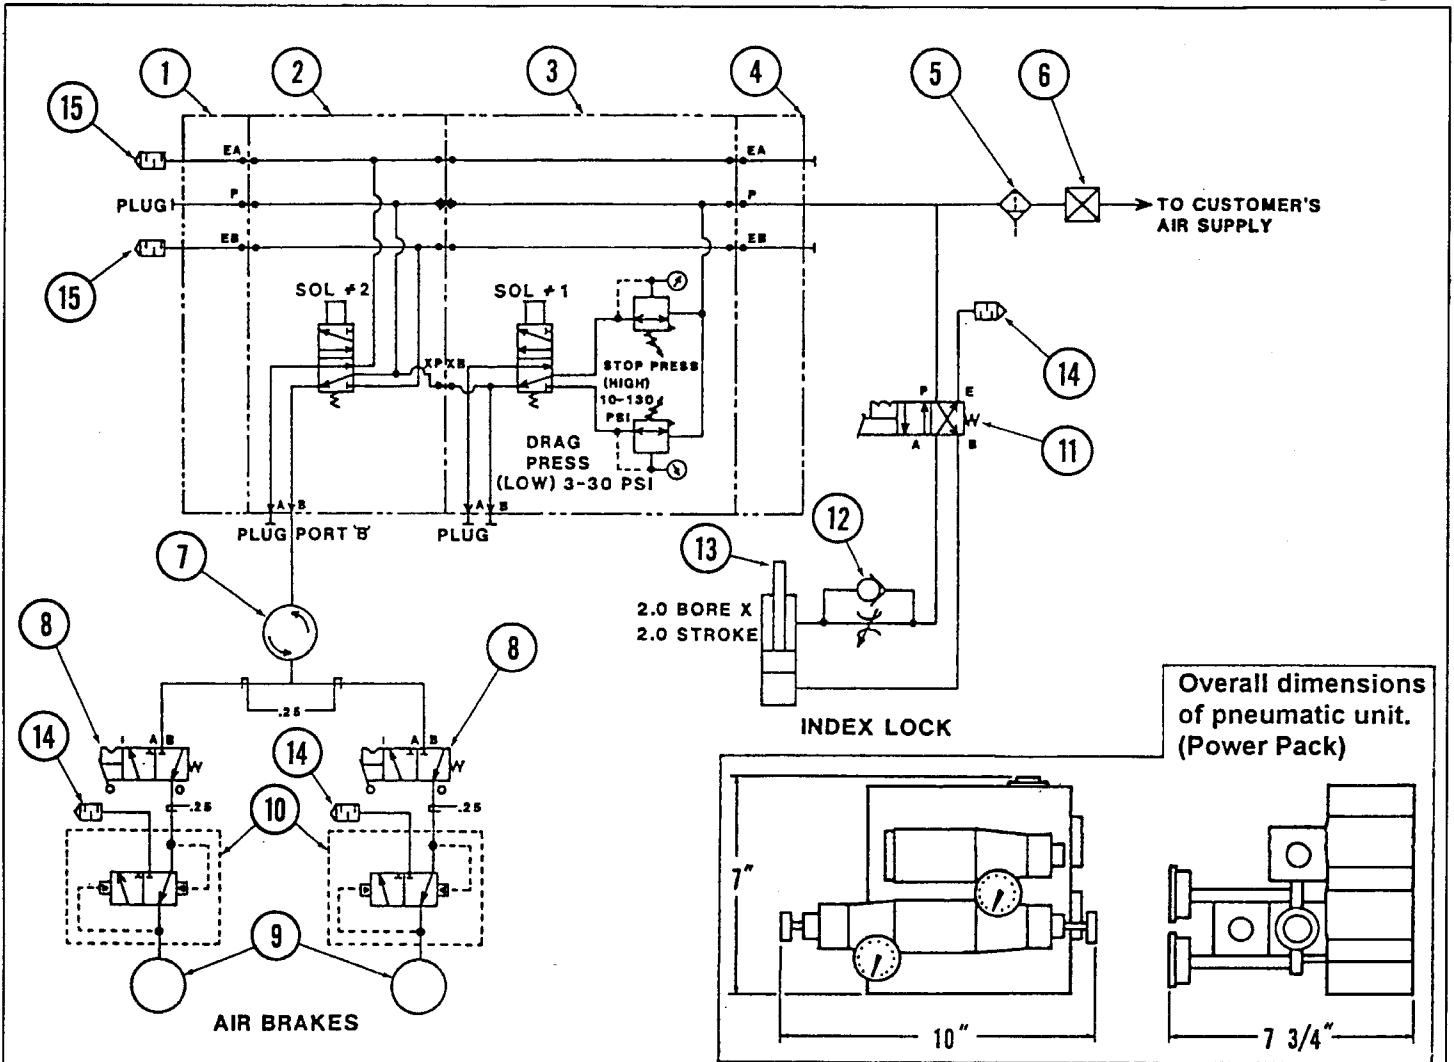 1
2
3
4
5
6
15
EA
EA
PLUG
P
P
TO CUSTOMER'S
AIR SUPPLY
EB
EB
15
SOL #2
SOL #1
14
XP XB
STOP PRESS
(HIGH)
10-130
PSI
P
E
DRAG
PRESS
(LOW) 3-30 PSI
A
B
11
A
B
A
B
PLUG
PORT 'B'
PLUG
12
13
7
2.0 BORE X
2.0 STROKE
8
8
.25
INDEX LOCK
Overall dimensions
of pneumatic unit.
(Power Pack)
14
A B
14
A B
.25
10
.25
7"
9
AIR BRAKES
10"
7 3/4"